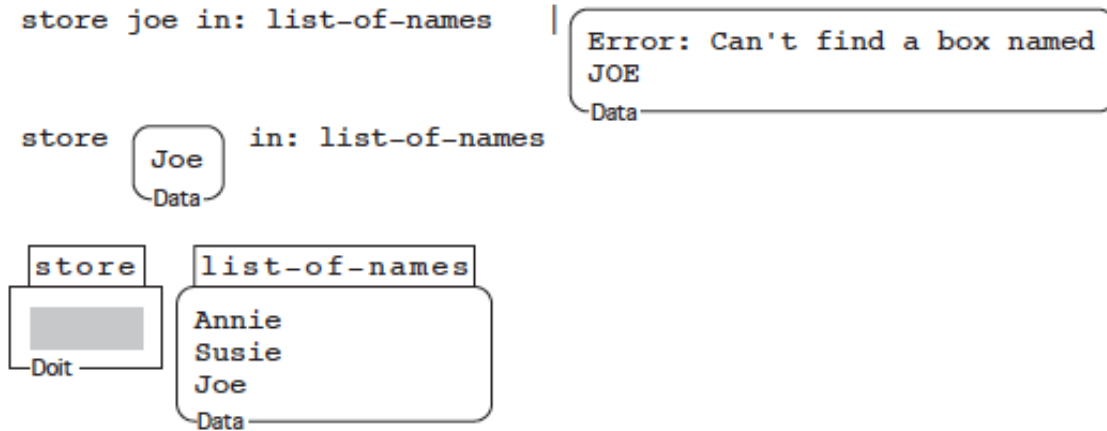 store joe in: list-of-names |
Error: Can't find a box named
JOE
Data
store Joe in: list-of-names
Data
store list-of-names
Doit
Annie
Susie
Joe
Data